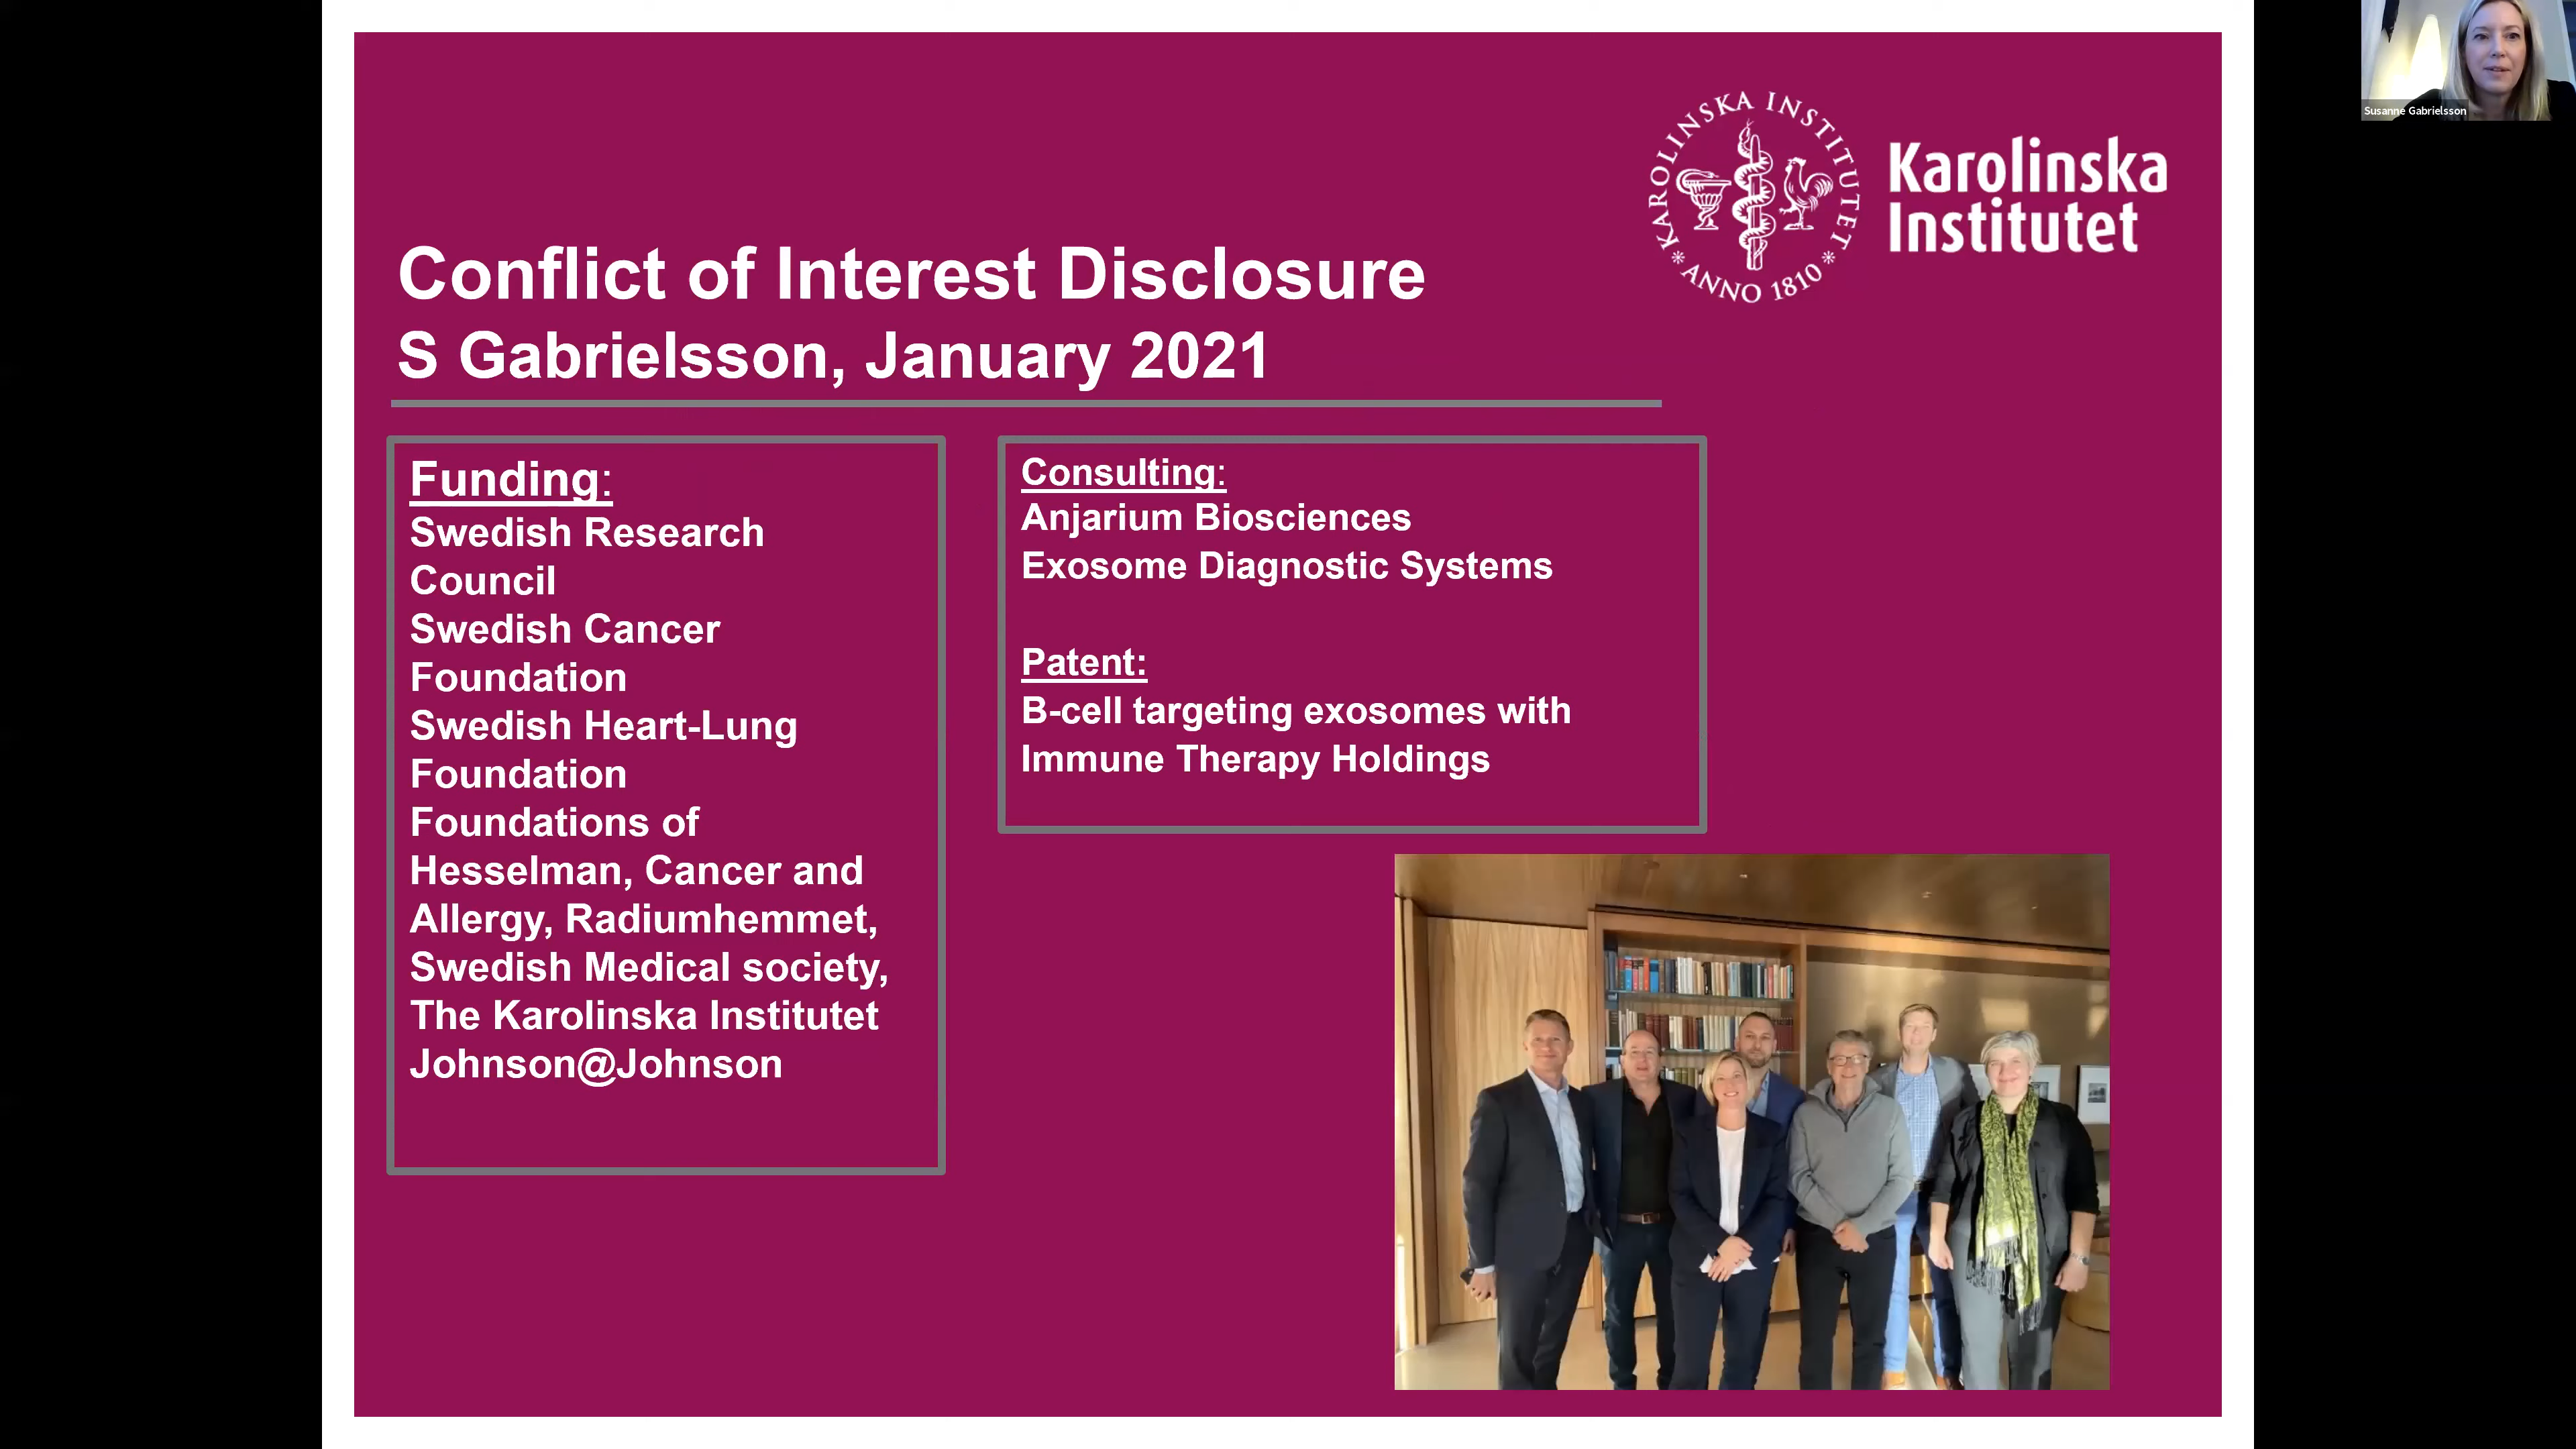 Susanne Gabrielsson
KAROLINSKA INSTITUTET
ANNO 1810
Karolinska
Institutet
Conflict of Interest Disclosure
S Gabrielsson, January 2021
Funding:
Swedish Research
Council
Swedish Cancer
Foundation
Swedish Heart-Lung
Foundation
Foundations of
Hesselman, Cancer and
Allergy, Radiumhemmet,
Swedish Medical society,
The Karolinska Institutet
Johnson@Johnson
Consulting:
Anjarium Biosciences
Exosome Diagnostic Systems
Patent:
B-cell targeting exosomes with
Immune Therapy Holdings